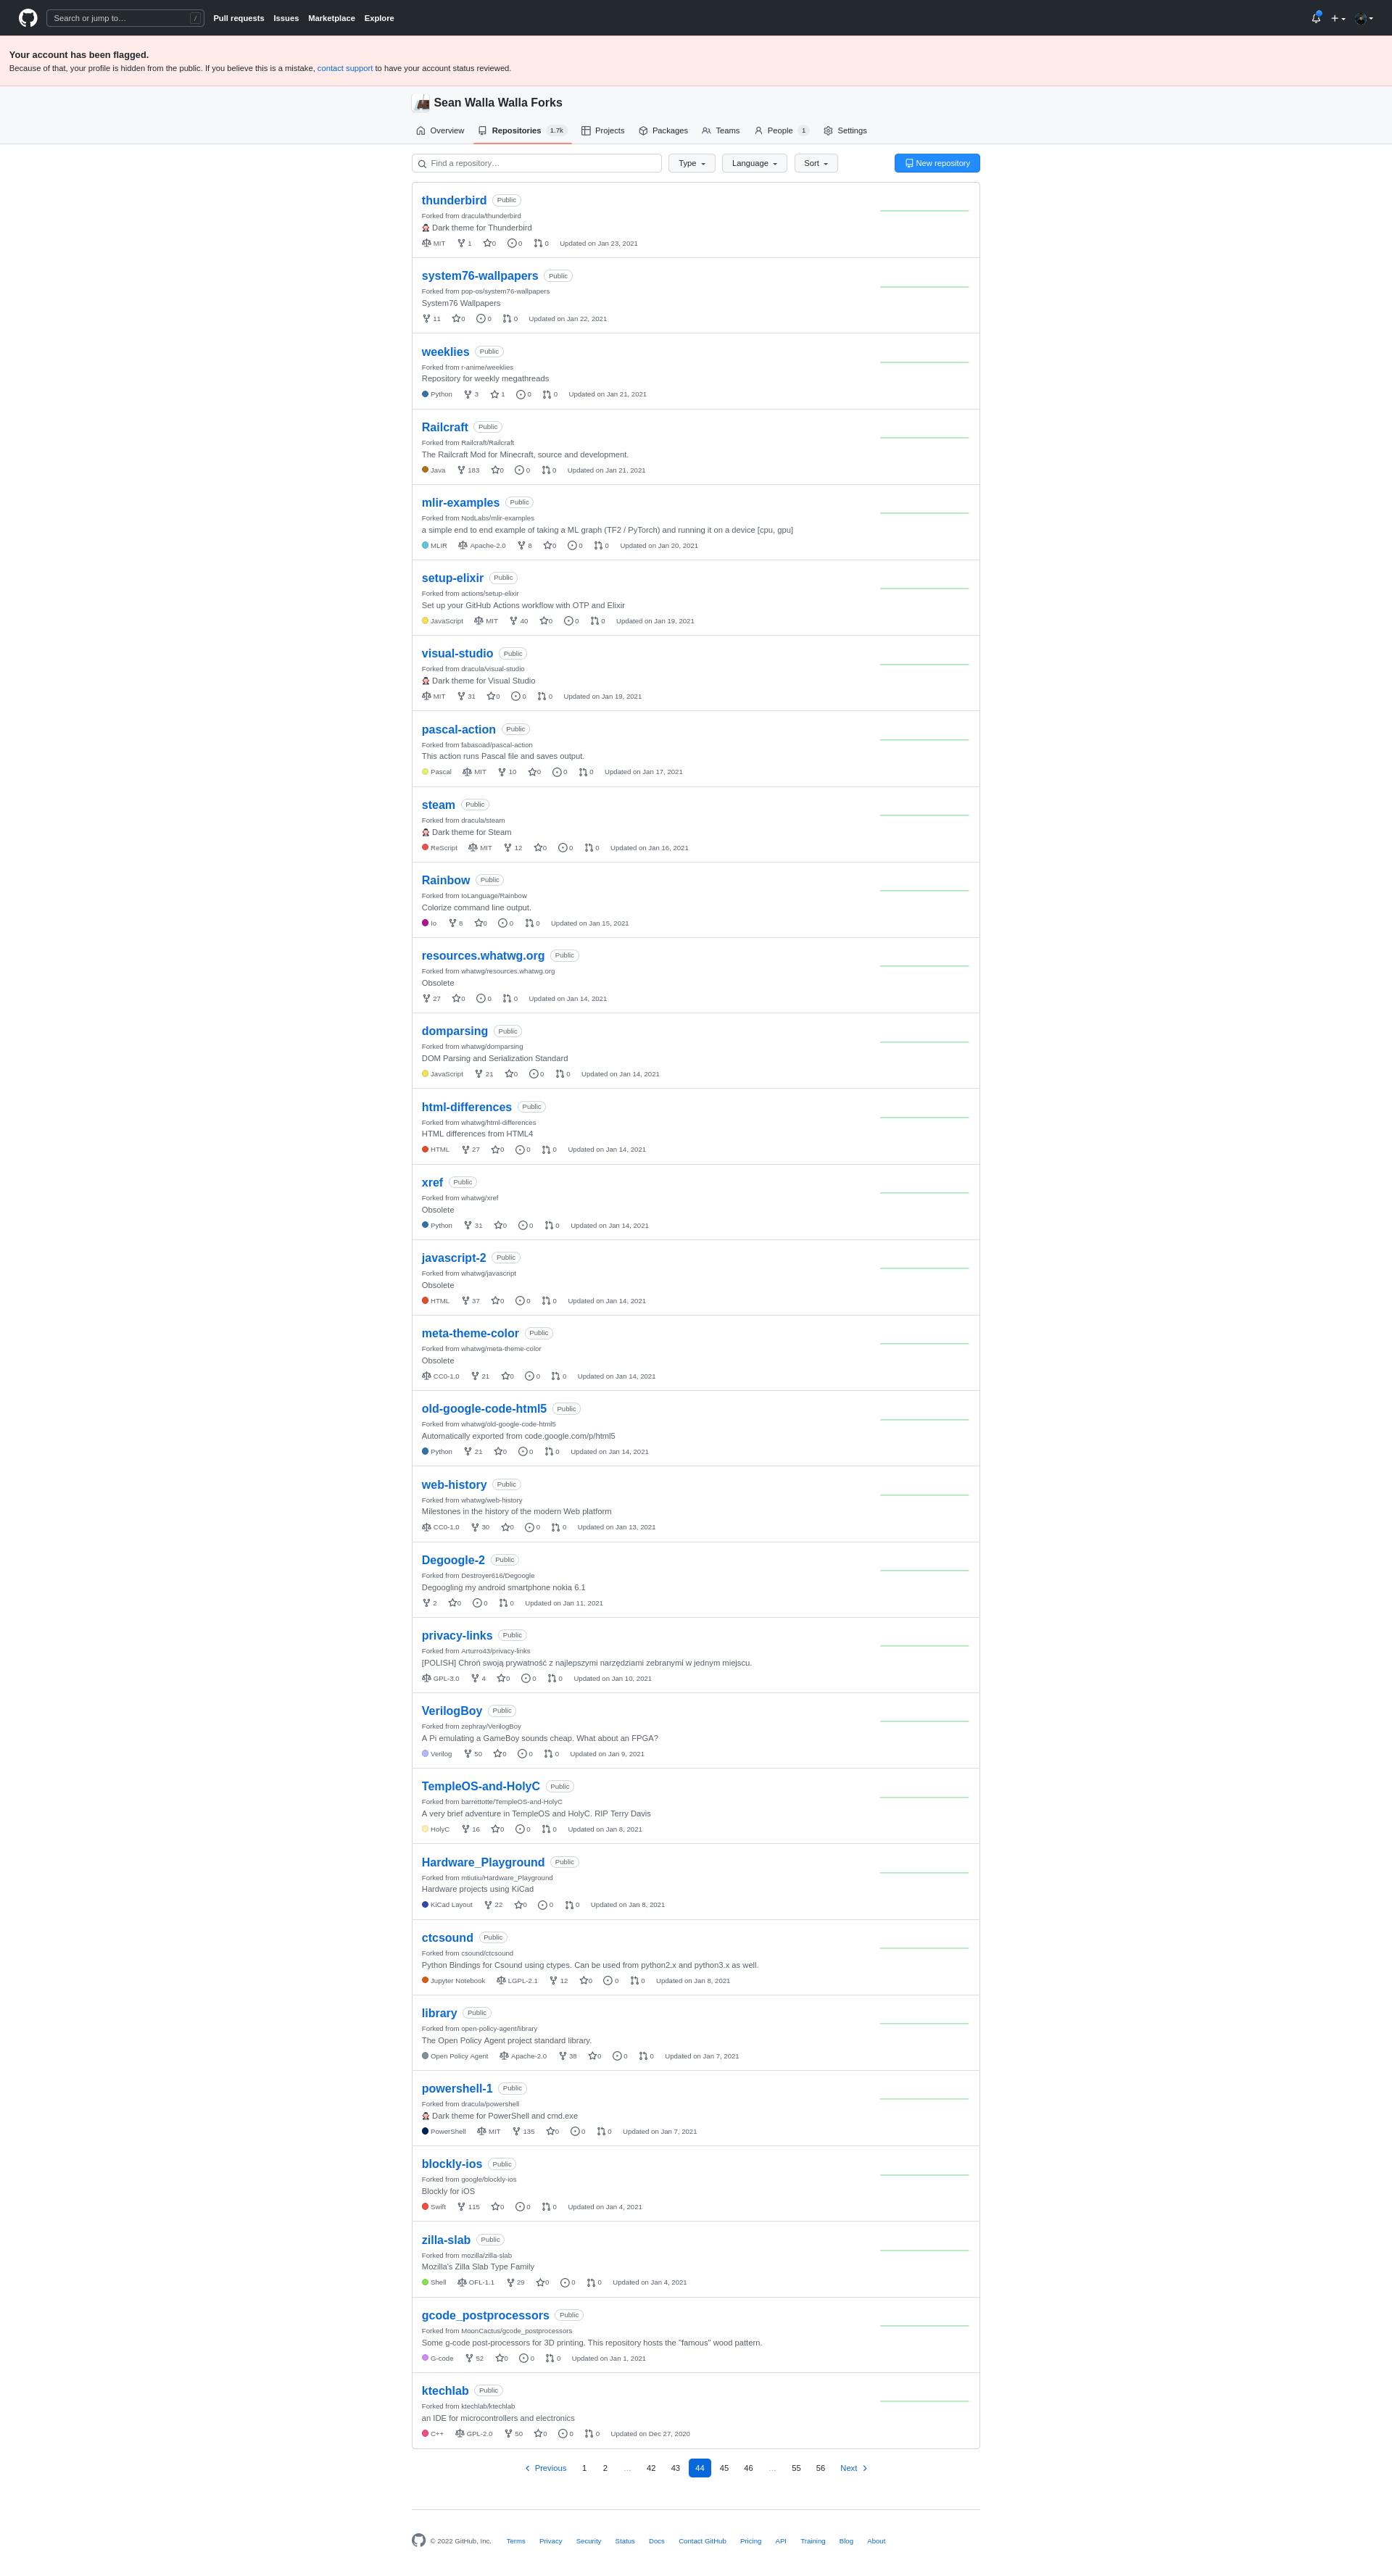 Search or jump to… / Pull requests Issues Marketplace Explore
Your account has been flagged.
Because of that, your profile is hidden from the public. If you believe this is a mistake, contact support to have your account status reviewed.
Sean Walla Walla Forks
Overview Repositories 1.7k Projects Packages Teams People 1 Settings
Find a repository… Type Language Sort New repository
thunderbird Public
Forked from dracula/thunderbird
Dark theme for Thunderbird
MIT 1 0 0 0 Updated on Jan 23, 2021
system76-wallpapers Public
Forked from pop-os/system76-wallpapers
System76 Wallpapers
11 0 0 0 Updated on Jan 22, 2021
weeklies Public
Forked from r-anime/weeklies
Repository for weekly megathreads
Python 3 1 0 0 Updated on Jan 21, 2021
Railcraft Public
Forked from Railcraft/Railcraft
The Railcraft Mod for Minecraft, source and development.
Java 183 0 0 0 Updated on Jan 21, 2021
mlir-examples Public
Forked from NodLabs/mlir-examples
a simple end to end example of taking a ML graph (TF2 / PyTorch) and running it on a device [cpu, gpu]
MLIR Apache-2.0 8 0 0 0 Updated on Jan 20, 2021
setup-elixir Public
Forked from actions/setup-elixir
Set up your GitHub Actions workflow with OTP and Elixir
JavaScript MIT 40 0 0 0 Updated on Jan 19, 2021
visual-studio Public
Forked from dracula/visual-studio
Dark theme for Visual Studio
MIT 31 0 0 0 Updated on Jan 19, 2021
pascal-action Public
Forked from fabasoad/pascal-action
This action runs Pascal file and saves output.
Pascal MIT 10 0 0 0 Updated on Jan 17, 2021
steam Public
Forked from dracula/steam
Dark theme for Steam
ReScript MIT 12 0 0 0 Updated on Jan 16, 2021
Rainbow Public
Forked from IoLanguage/Rainbow
Colorize command line output.
Io 8 0 0 0 Updated on Jan 15, 2021
resources.whatwg.org Public
Forked from whatwg/resources.whatwg.org
Obsolete
27 0 0 0 Updated on Jan 14, 2021
domparsing Public
Forked from whatwg/domparsing
DOM Parsing and Serialization Standard
JavaScript 21 0 0 0 Updated on Jan 14, 2021
html-differences Public
Forked from whatwg/html-differences
HTML differences from HTML4
HTML 27 0 0 0 Updated on Jan 14, 2021
xref Public
Forked from whatwg/xref
Obsolete
Python 31 0 0 0 Updated on Jan 14, 2021
javascript-2 Public
Forked from whatwg/javascript
Obsolete
HTML 37 0 0 0 Updated on Jan 14, 2021
meta-theme-color Public
Forked from whatwg/meta-theme-color
Obsolete
CC0-1.0 21 0 0 0 Updated on Jan 14, 2021
old-google-code-html5 Public
Forked from whatwg/old-google-code-html5
Automatically exported from code.google.com/p/html5
Python 21 0 0 0 Updated on Jan 14, 2021
web-history Public
Forked from whatwg/web-history
Milestones in the history of the modern Web platform
CC0-1.0 30 0 0 0 Updated on Jan 13, 2021
Degoogle-2 Public
Forked from Destroyer616/Degoogle
Degoogling my android smartphone nokia 6.1
2 0 0 0 Updated on Jan 11, 2021
privacy-links Public
Forked from Arturro43/privacy-links
[POLISH] Chroń swoją prywatność z najlepszymi narzędziami zebranymi w jednym miejscu.
GPL-3.0 4 0 0 0 Updated on Jan 10, 2021
VerilogBoy Public
Forked from zephray/VerilogBoy
A Pi emulating a GameBoy sounds cheap. What about an FPGA?
Verilog 50 0 0 0 Updated on Jan 9, 2021
TempleOS-and-HolyC Public
Forked from barrettotte/TempleOS-and-HolyC
A very brief adventure in TempleOS and HolyC. RIP Terry Davis
HolyC 16 0 0 0 Updated on Jan 8, 2021
Hardware_Playground Public
Forked from mtiutiu/Hardware_Playground
Hardware projects using KiCad
KiCad Layout 22 0 0 0 Updated on Jan 8, 2021
ctcsound Public
Forked from csound/ctcsound
Python Bindings for Csound using ctypes. Can be used from python2.x and python3.x as well.
Jupyter Notebook LGPL-2.1 12 0 0 0 Updated on Jan 8, 2021
library Public
Forked from open-policy-agent/library
The Open Policy Agent project standard library.
Open Policy Agent Apache-2.0 38 0 0 0 Updated on Jan 7, 2021
powershell-1 Public
Forked from dracula/powershell
Dark theme for PowerShell and cmd.exe
PowerShell MIT 135 0 0 0 Updated on Jan 7, 2021
blockly-ios Public
Forked from google/blockly-ios
Blockly for iOS
Swift 115 0 0 0 Updated on Jan 4, 2021
zilla-slab Public
Forked from mozilla/zilla-slab
Mozilla's Zilla Slab Type Family
Shell OFL-1.1 29 0 0 0 Updated on Jan 4, 2021
gcode_postprocessors Public
Forked from MoonCactus/gcode_postprocessors
Some g-code post-processors for 3D printing. This repository hosts the "famous" wood pattern.
G-code 52 0 0 0 Updated on Jan 1, 2021
ktechlab Public
Forked from ktechlab/ktechlab
an IDE for microcontrollers and electronics
C++ GPL-2.0 50 0 0 0 Updated on Dec 27, 2020
Previous 1 2 … 42 43 44 45 46 … 55 56 Next
© 2022 GitHub, Inc. Terms Privacy Security Status Docs Contact GitHub Pricing API Training Blog About